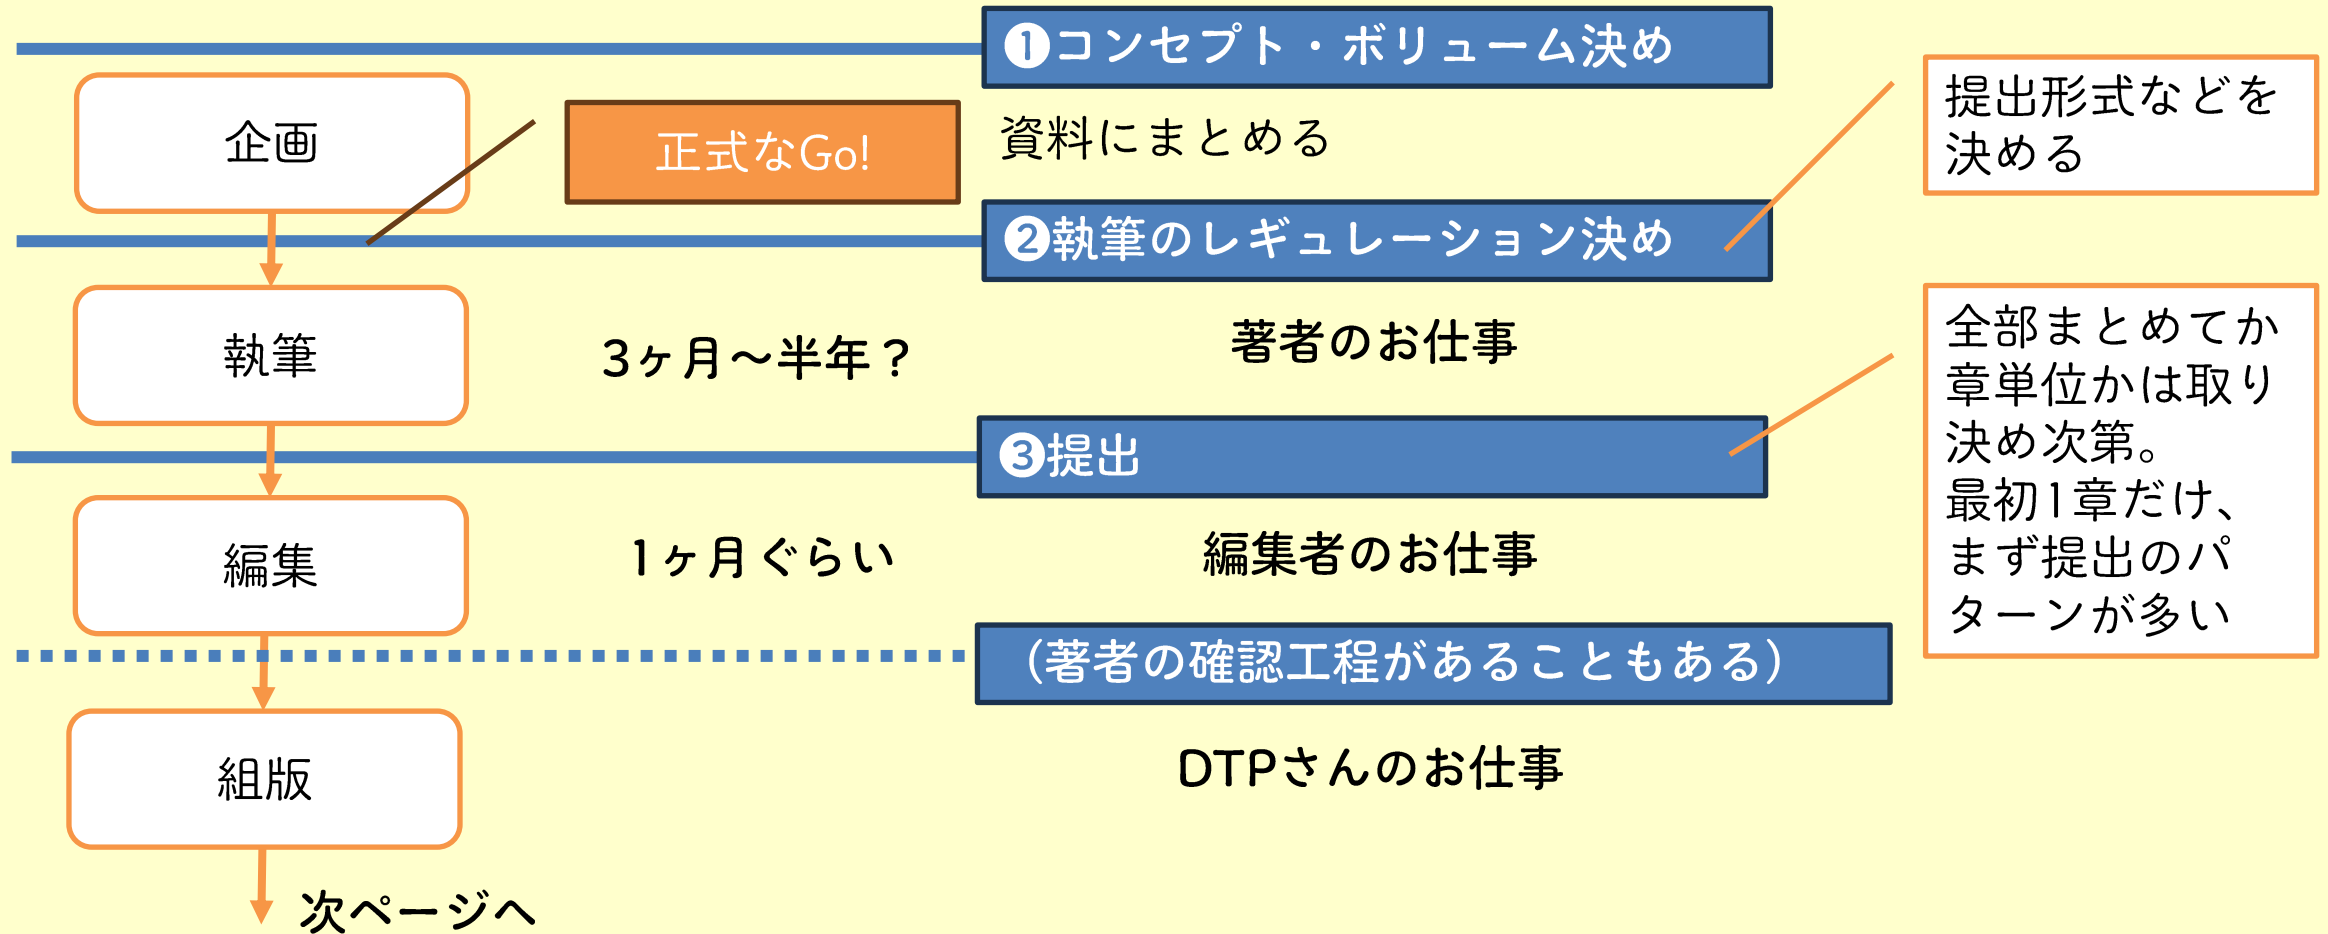 ❶コンセプト・ボリューム決め
企画
正式なGo!
資料にまとめる
提出形式などを
決める
❷執筆のレギュレーション決め
執筆
3ヶ月～半年？
著者のお仕事
全部まとめてか
章単位かは取り
決め次第。
最初1章だけ、
まず提出のパ
ターンが多い
❸提出
編集
1ヶ月ぐらい
編集者のお仕事
（著者の確認工程があることもある）
組版
DTPさんのお仕事
次ページへ